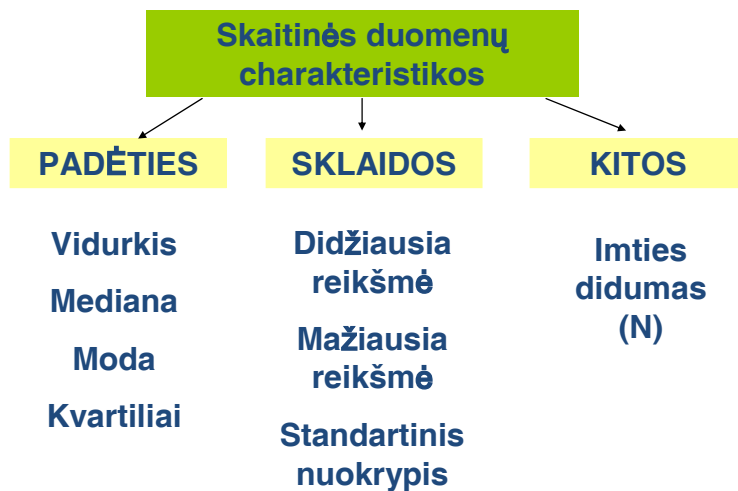 Skaitinės duomenų
charakteristikos
PADĖTIES
SKLAIDOS
KITOS
Vidurkis
Mediana
Moda
Kvartiliai
Didžiausia
reikšmė
Mažiausia
reikšmė
Standartinis
nuokrypis
Imties
didumas
(N)